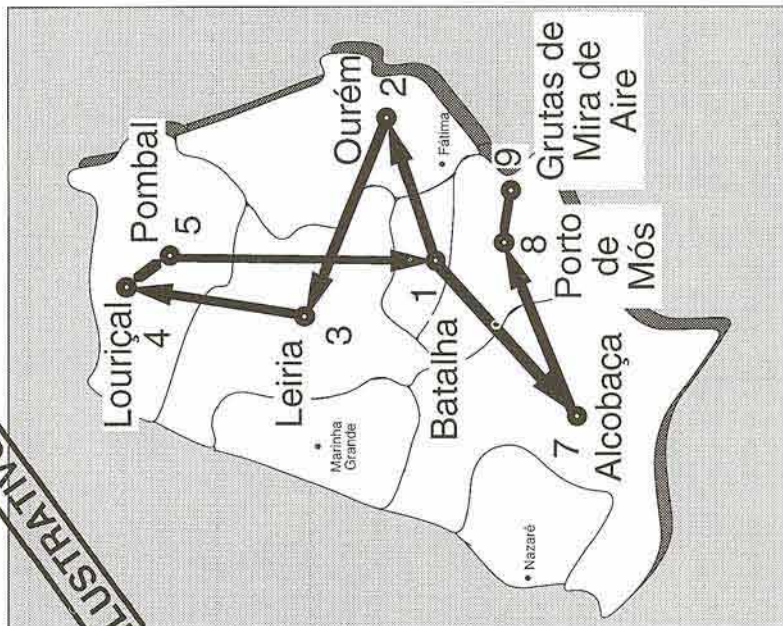 ILUSTRATIVO
Louriçal
4
Pombal
5
Ourém
2
Fátima
Leiria
3
Marinha
Grande
Batalha
1
Grutas de
Mira de
Aire
9
8
Porto
de
Mós
Alcobaça
7
Nazaré